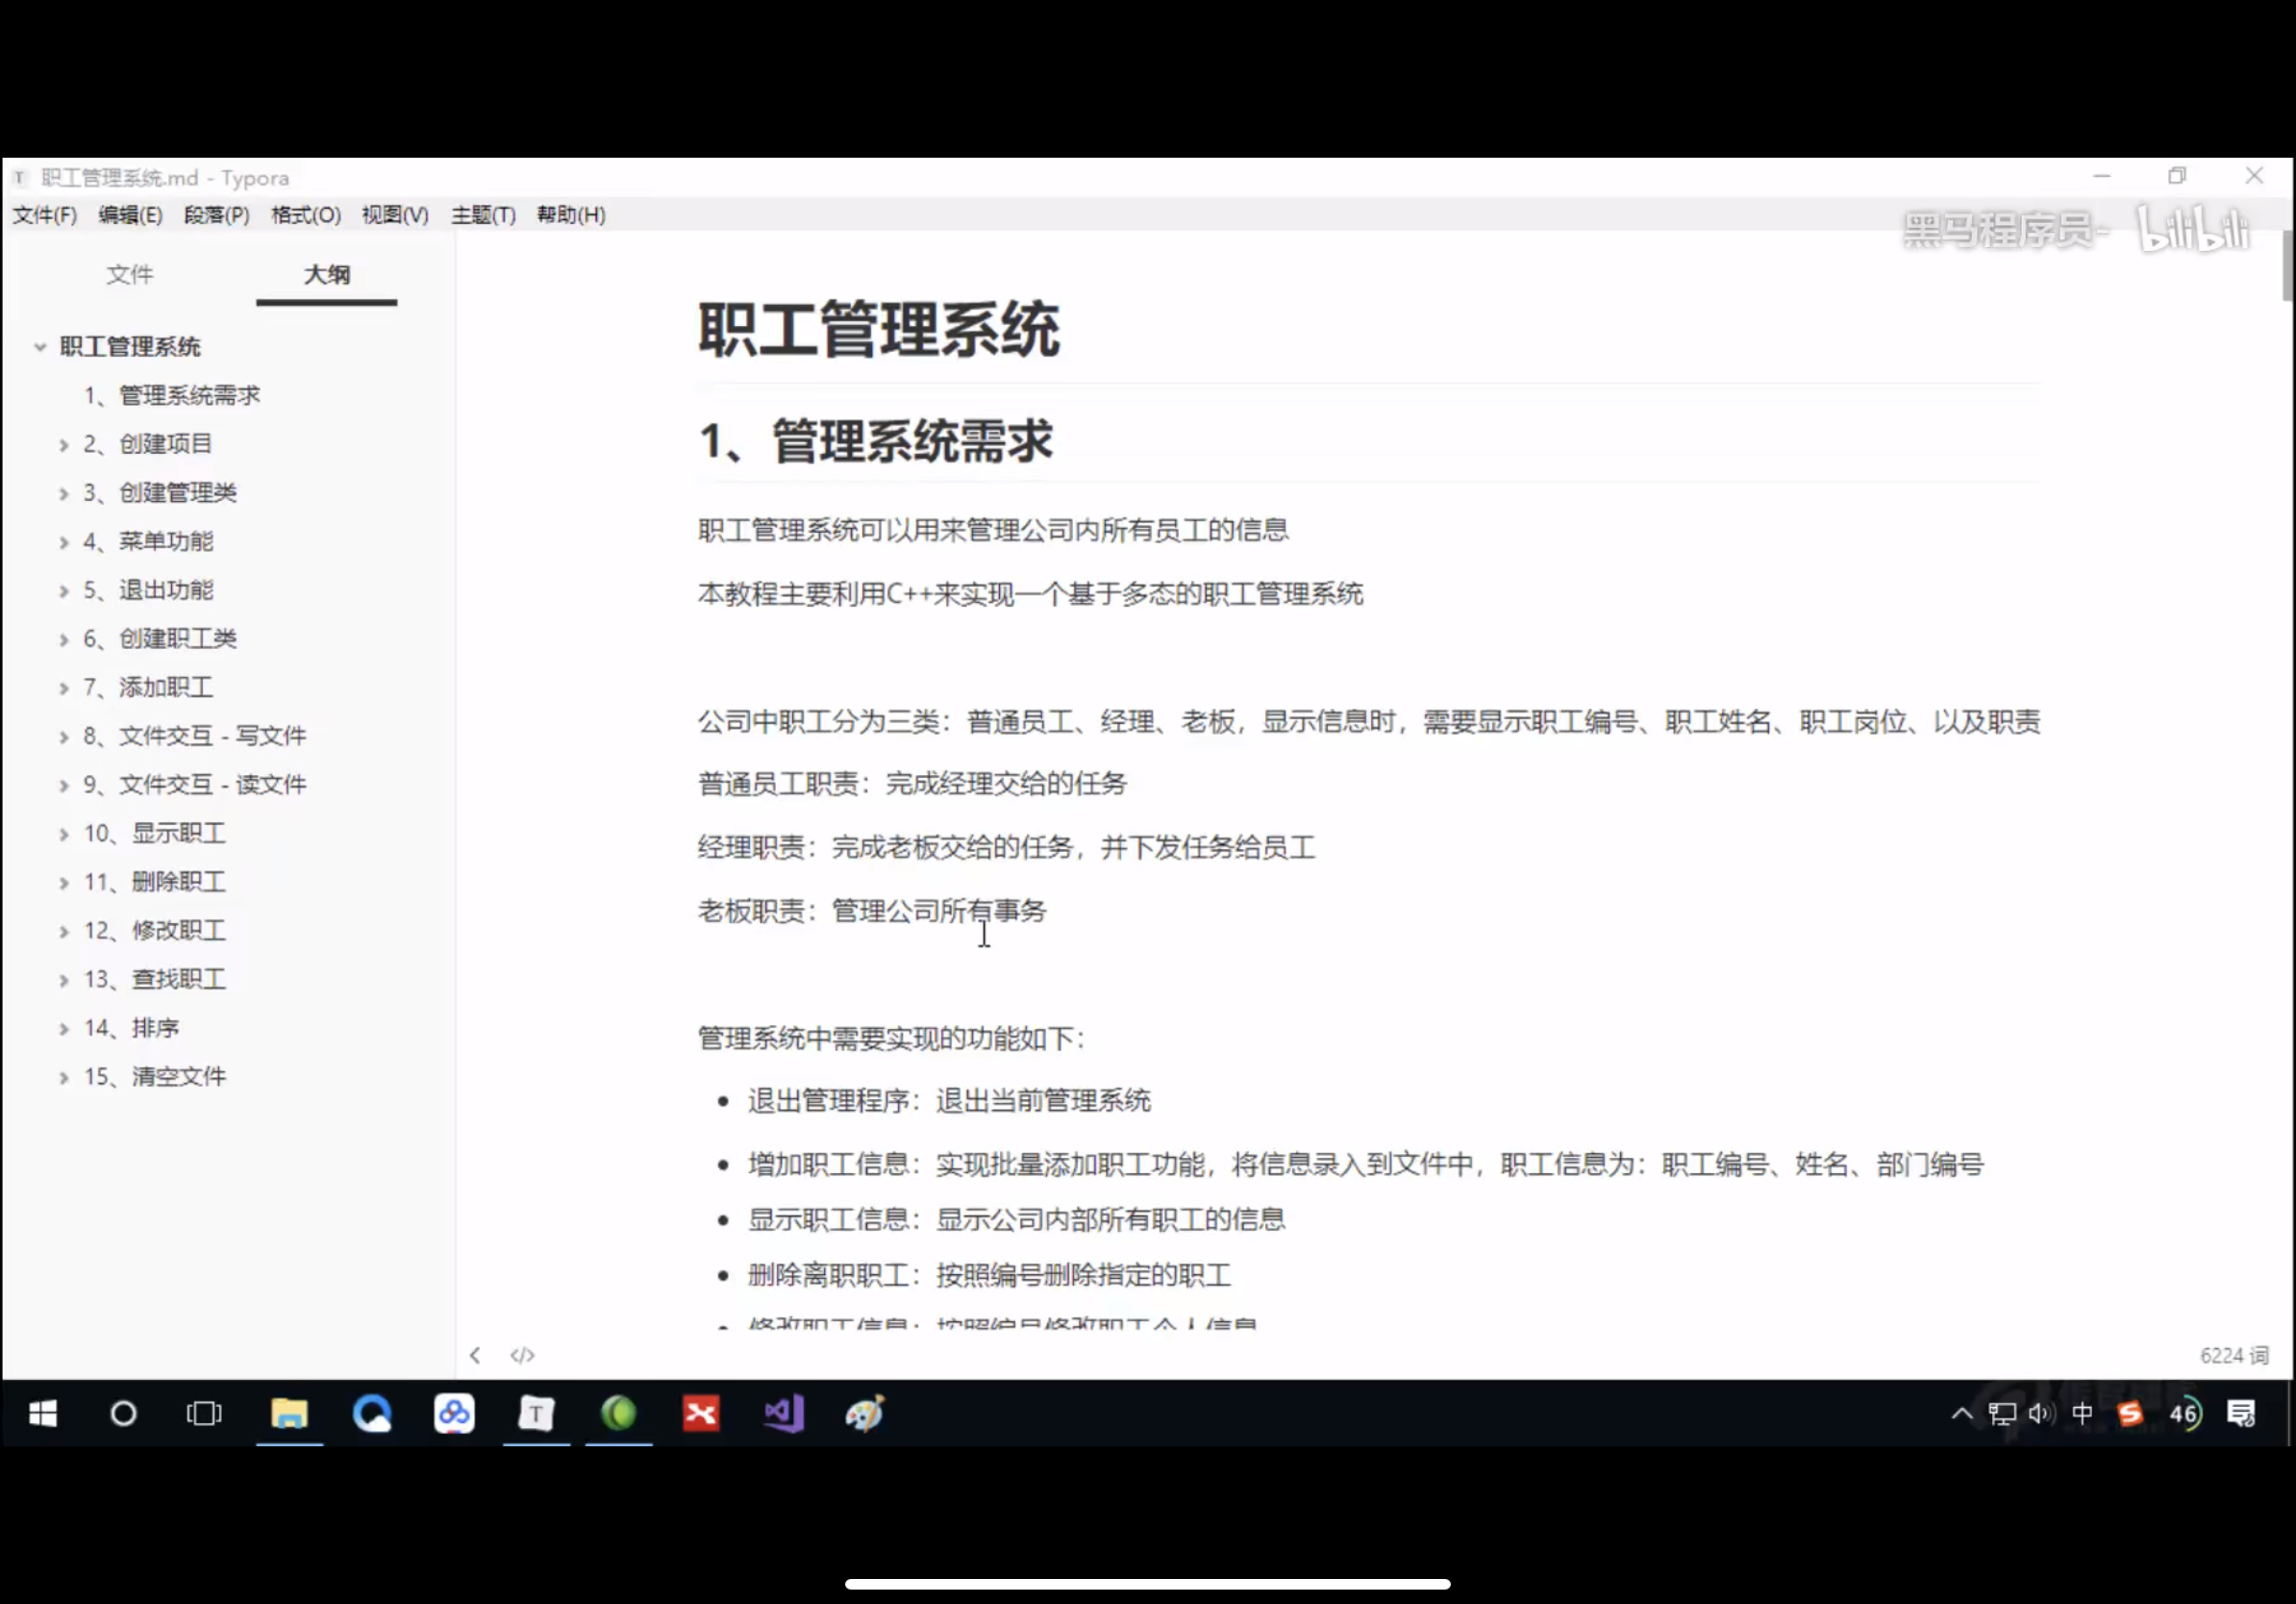 职工管理系统.md - Typora
文件(F) 编辑(E) 段落(P) 格式(O) 视图(V) 主题(T) 帮助(H)
黑马程序员- bilibili
文件 大纲
职工管理系统
1、管理系统需求
2、创建项目
3、创建管理类
4、菜单功能
5、退出功能
6、创建职工类
7、添加职工
8、文件交互 - 写文件
9、文件交互 - 读文件
10、显示职工
11、删除职工
12、修改职工
13、查找职工
14、排序
15、清空文件
职工管理系统
1、管理系统需求
职工管理系统可以用来管理公司内所有员工的信息
本教程主要利用C++来实现一个基于多态的职工管理系统
公司中职工分为三类：普通员工、经理、老板，显示信息时，需要显示职工编号、职工姓名、职工岗位、以及职责
普通员工职责：完成经理交给的任务
经理职责：完成老板交给的任务，并下发任务给员工
老板职责：管理公司所有事务
管理系统中需要实现的功能如下：
• 退出管理程序：退出当前管理系统
• 增加职工信息：实现批量添加职工功能，将信息录入到文件中，职工信息为：职工编号、姓名、部门编号
• 显示职工信息：显示公司内部所有职工的信息
• 删除离职职工：按照编号删除指定的职工
• 修改职工信息：按照编号修改职工个人信息
</> 6224 词
中 46